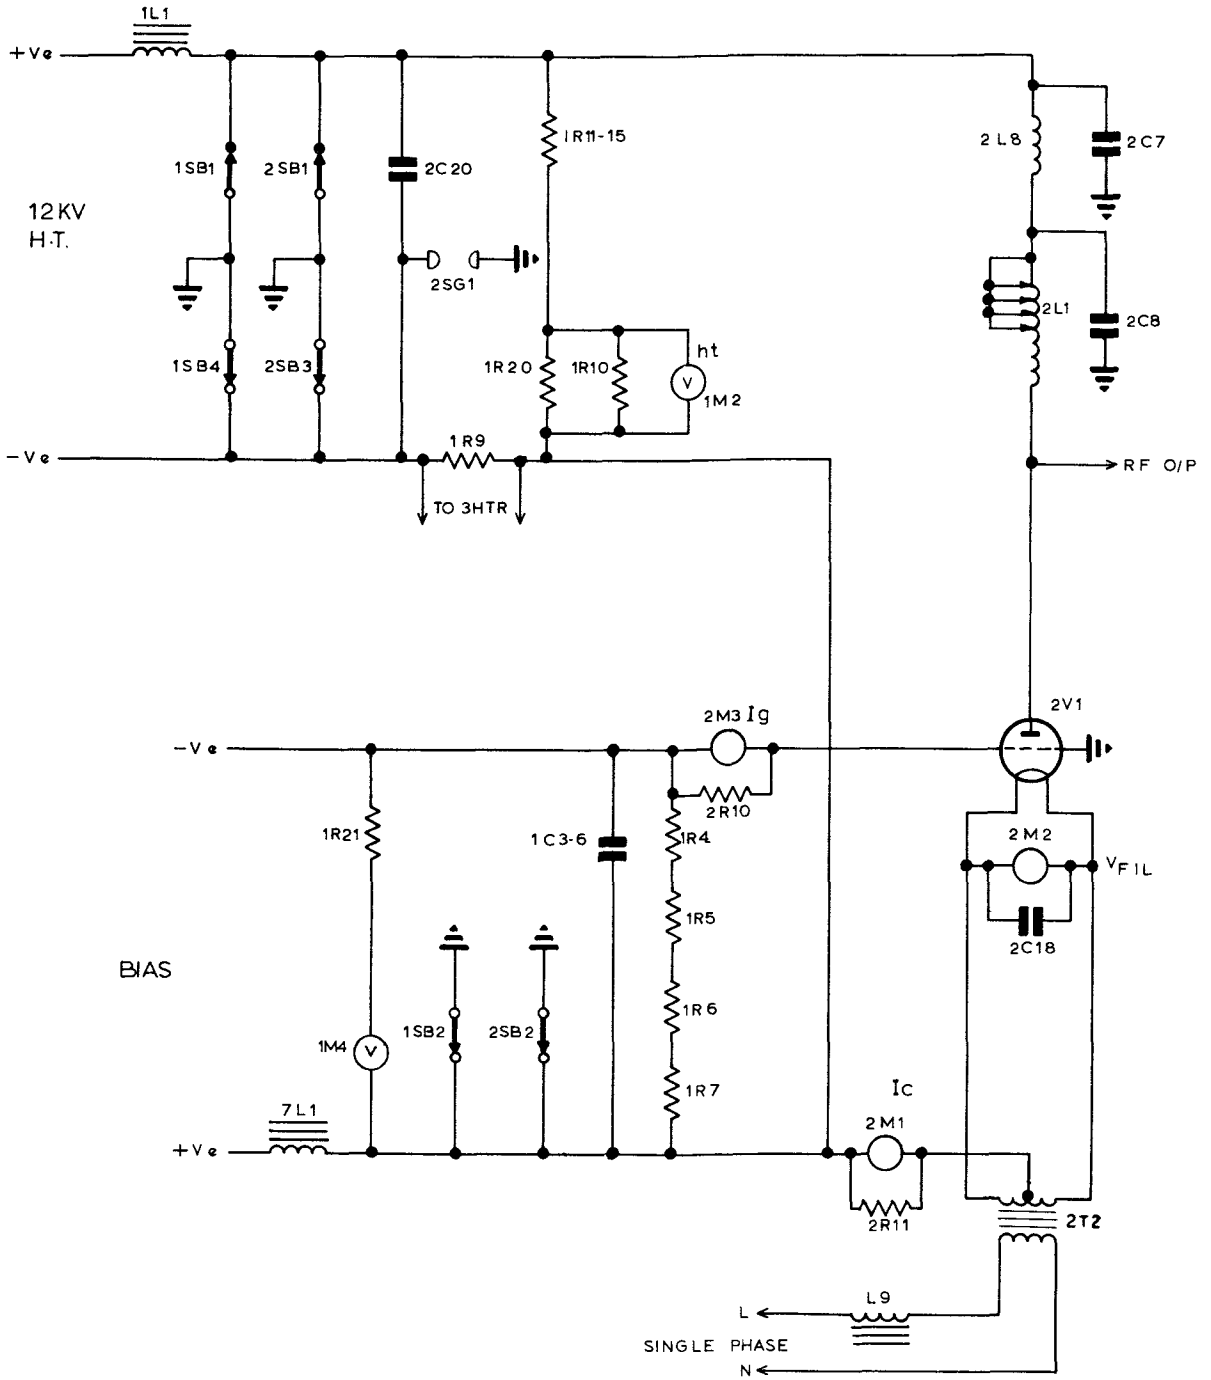 1L1
+Ve
1SB1
2SB1
2C20
1R11-15
2L8
2C7
12KV
H.T.
2SG1
2L1
2C8
1SB4
2SB3
1R20
1R10
ht
V
1M2
-Ve
1R9
TO 3HTR
RF O/P
2V1
2M3 Ig
-Ve
2R10
1R21
1C3-6
1R4
2M2
VFIL
1R5
2C18
BIAS
1SB2
2SB2
1R6
1M4
V
1R7
Ic
7L1
2M1
+Ve
2R11
2T2
L9
L
SINGLE PHASE
N